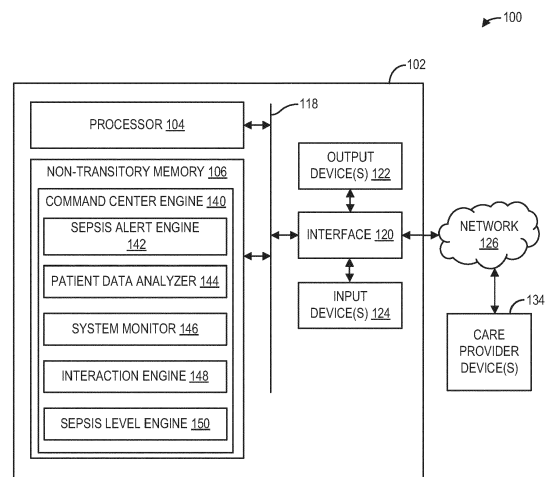 100
102
118
PROCESSOR 104
NON-TRANSITORY MEMORY 106
COMMAND CENTER ENGINE 140
SEPSIS ALERT ENGINE
142
PATIENT DATA ANALYZER 144
SYSTEM MONITOR 146
INTERACTION ENGINE 148
SEPSIS LEVEL ENGINE 150
OUTPUT
DEVICE(S) 122
INTERFACE 120
INPUT
DEVICE(S) 124
NETWORK
126
134
CARE
PROVIDER
DEVICE(S)